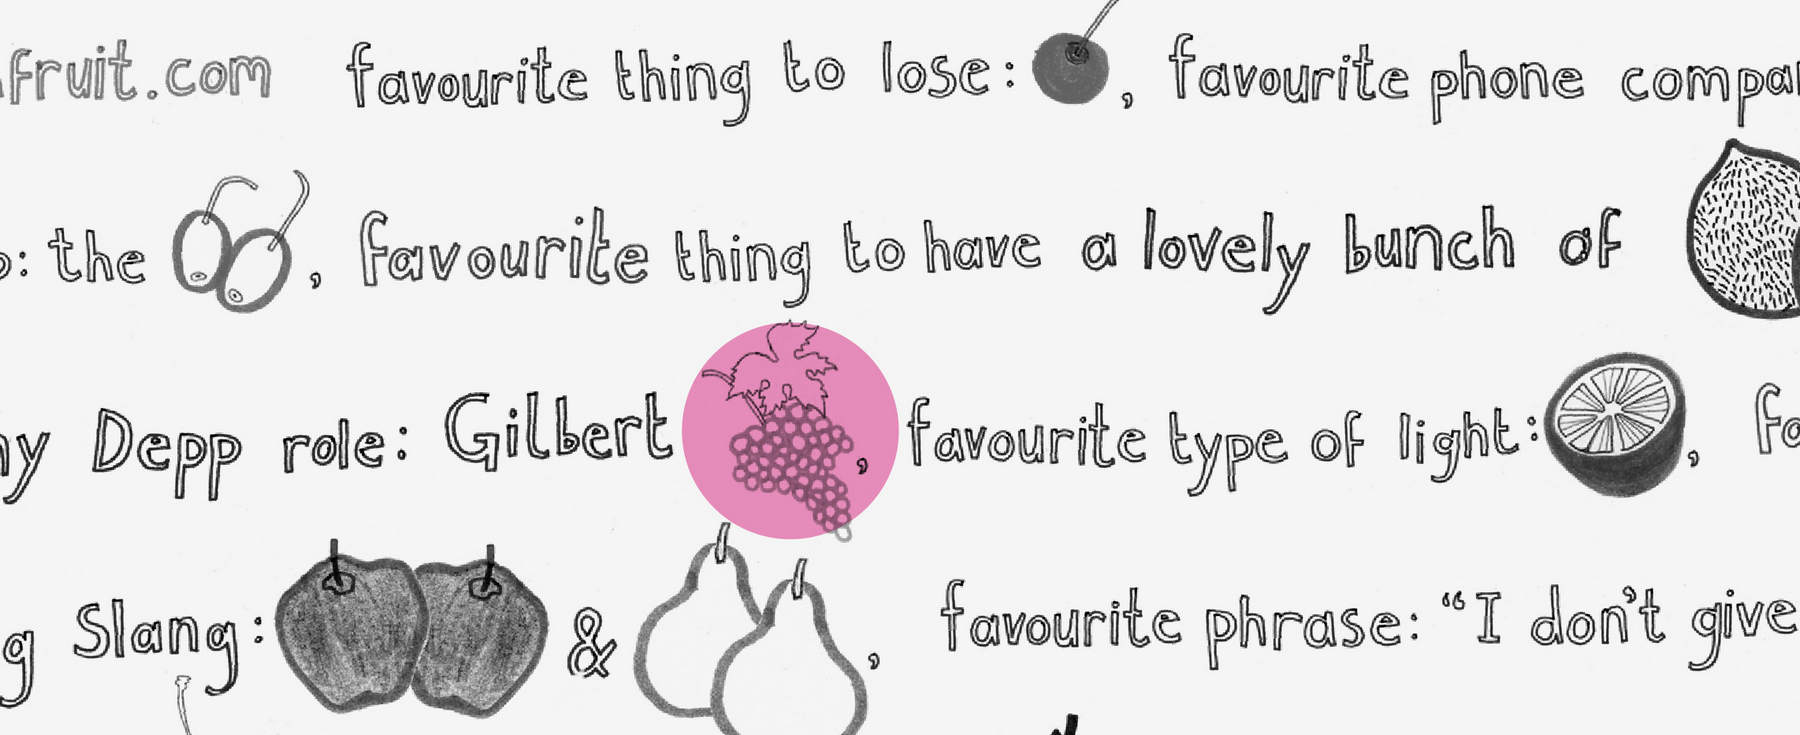 fruit.com favourite thing to lose: , favourite phone compa
: the , favourite thing to have a lovely bunch of
y Depp role: Gilbert , favourite type of light: , fa
g Slang: & , favourite phrase: “I don't give